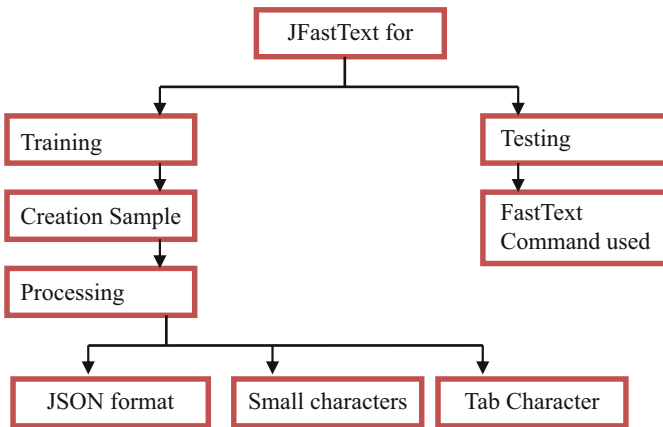 JFastText for
Training
Testing
Creation Sample
FastText
Command used
Processing
JSON format
Small characters
Tab Character